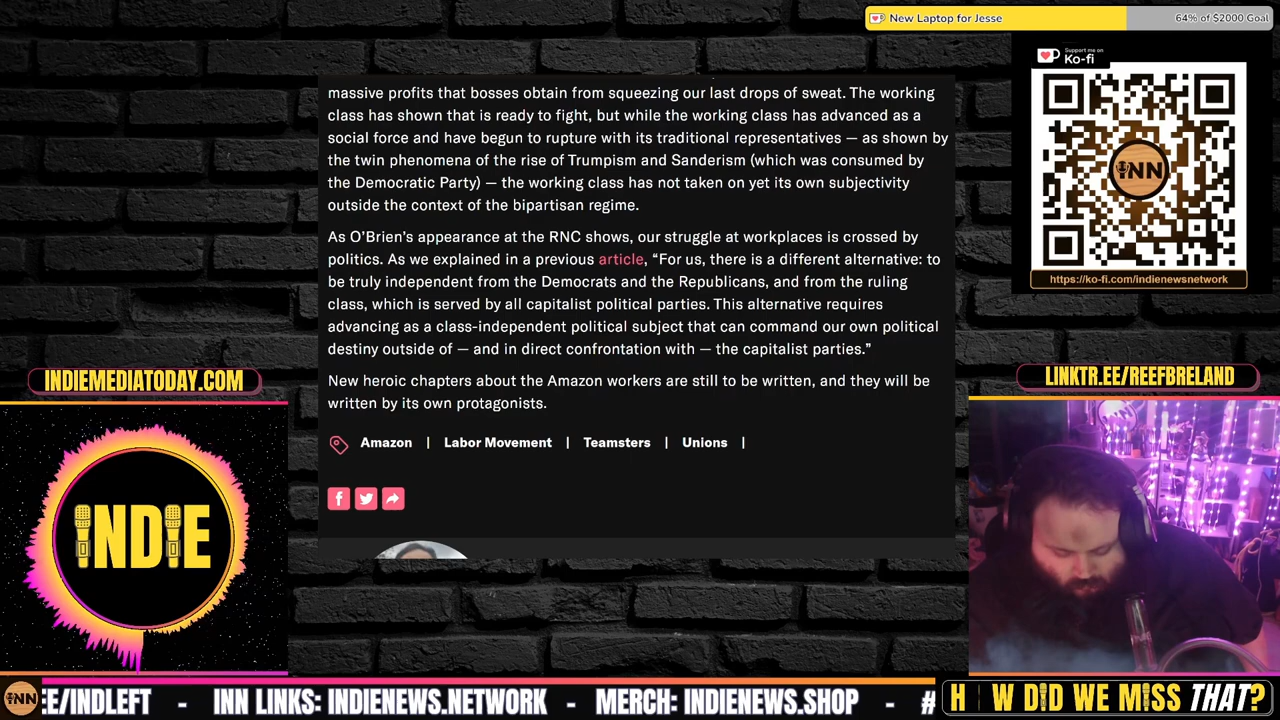 New Laptop for Jesse
64% of $2000 Goal
Support me on
Ko-fi
iNN
https://ko-fi.com/indienewsnetwork
massive profits that bosses obtain from squeezing our last drops of sweat. The working
class has shown that is ready to fight, but while the working class has advanced as a
social force and have begun to rupture with its traditional representatives — as shown by
the twin phenomena of the rise of Trumpism and Sanderism (which was consumed by
the Democratic Party) — the working class has not taken on yet its own subjectivity
outside the context of the bipartisan regime.
As O’Brien’s appearance at the RNC shows, our struggle at workplaces is crossed by
politics. As we explained in a previous article, “For us, there is a different alternative: to
be truly independent from the Democrats and the Republicans, and from the ruling
class, which is served by all capitalist political parties. This alternative requires
advancing as a class-independent political subject that can command our own political
destiny outside of — and in direct confrontation with — the capitalist parties.”
New heroic chapters about the Amazon workers are still to be written, and they will be
written by its own protagonists.
Amazon | Labor Movement | Teamsters | Unions |
INDIEMEDIATODAY.COM
INDIE
LINKTR.EE/REEFBRELAND
iNN
EE/INDLEFT - INN LINKS: INDIENEWS.NETWORK - MERCH: INDIENEWS.SHOP - #
H W DID WE MISS THAT?